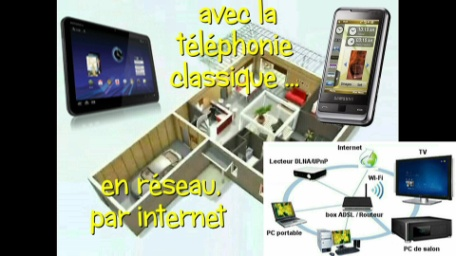 avec la
téléphonie
classique ...
en réseau.
par internet
Internet
TV
Lecteur DLNA/UPnP
Wi-Fi
box ADSL / Routeur
PC portable
PC de salon
SAMSUNG